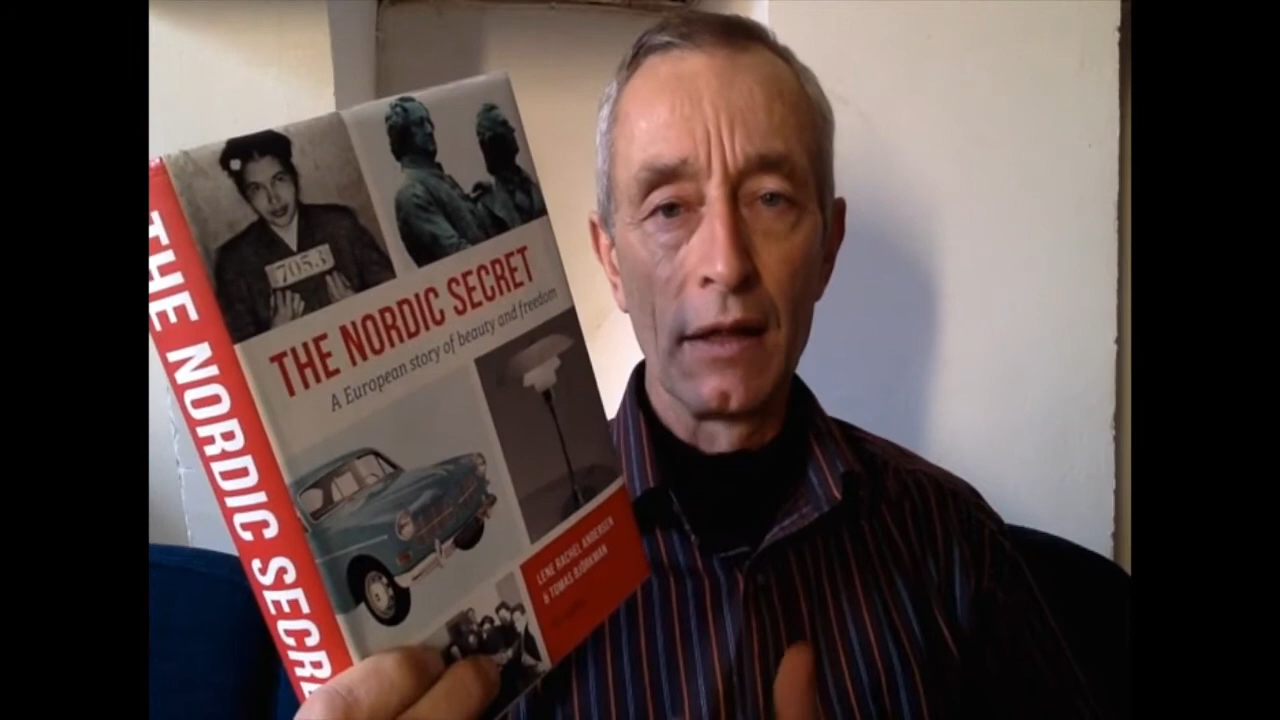 THE NORDIC SECRE
7053
THE NORDIC SECRET
A European story of beauty and freedom
LENE RACHEL ANDERSEN
& TOMAS BJÖRKMAN